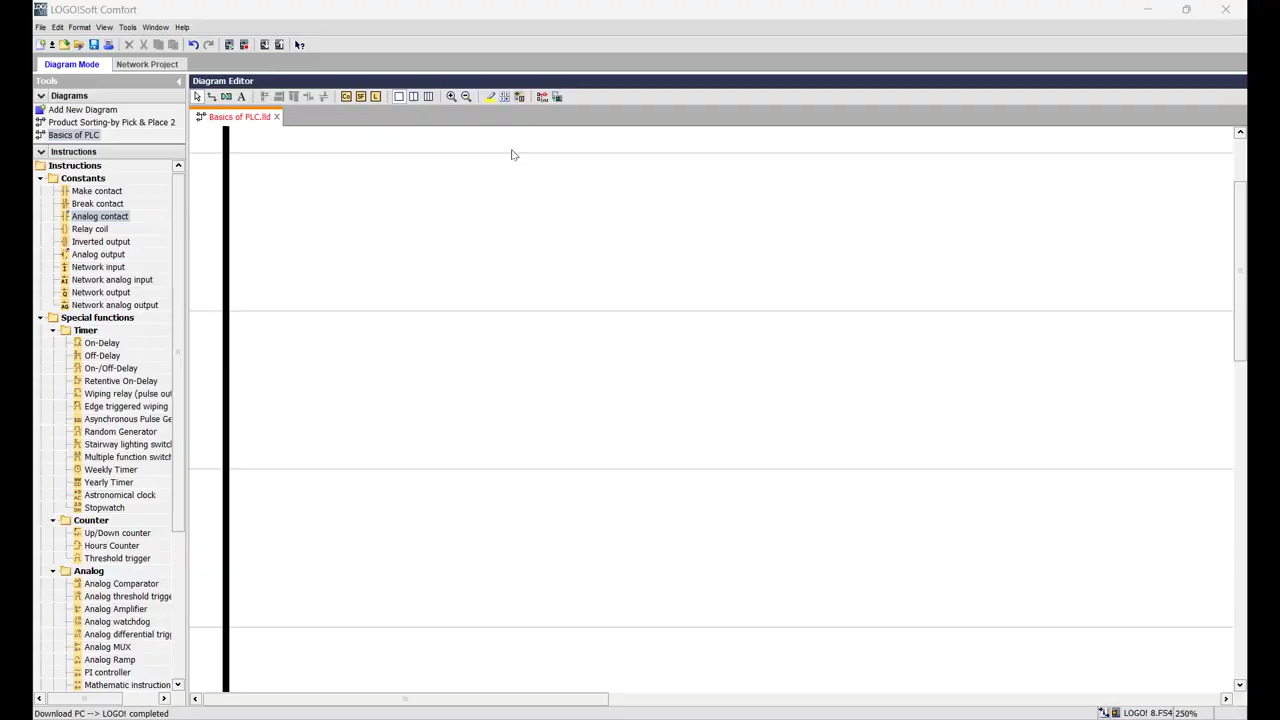 LOGO!Soft Comfort
File Edit Format View Tools Window Help
Diagram Mode Network Project
Tools
Diagram Editor
Diagrams
Add New Diagram
Product Sorting-by Pick & Place 2
Basics of PLC
Co SF L
Basics of PLC.lld
Instructions
Instructions
Constants
Make contact
Break contact
Analog contact
Relay coil
Inverted output
Analog output
Network input
Network analog input
Network output
Network analog output
Special functions
Timer
On-Delay
Off-Delay
On-/Off-Delay
Retentive On-Delay
Wiping relay (pulse out
Edge triggered wiping
Asynchronous Pulse Ge
Random Generator
Stairway lighting switc
Multiple function switch
Weekly Timer
Yearly Timer
Astronomical clock
Stopwatch
Counter
Up/Down counter
Hours Counter
Threshold trigger
Analog
Analog Comparator
Analog threshold trigge
Analog Amplifier
Analog watchdog
Analog differential trigg
Analog MUX
Analog Ramp
PI controller
Mathematic instruction
Download PC --> LOGO! completed
LOGO! 8.FS4 250%